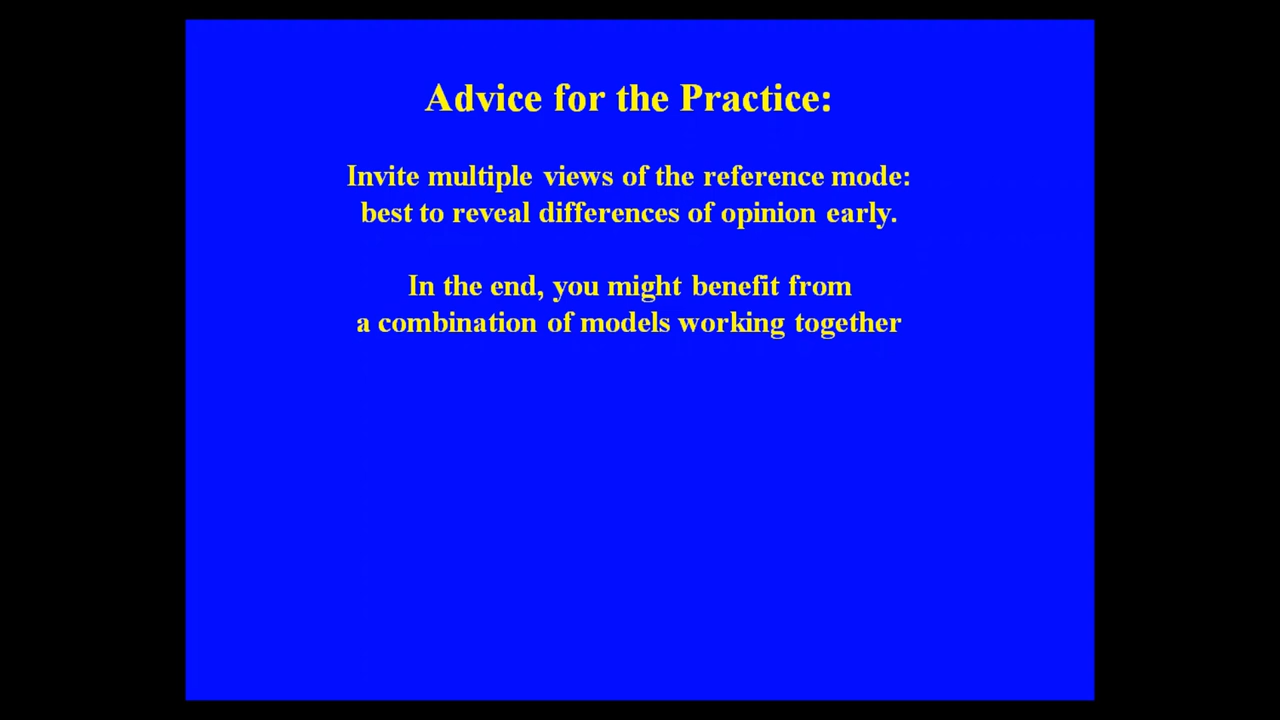 Advice for the Practice:
Invite multiple views of the reference mode:
best to reveal differences of opinion early.
In the end, you might benefit from
a combination of models working together